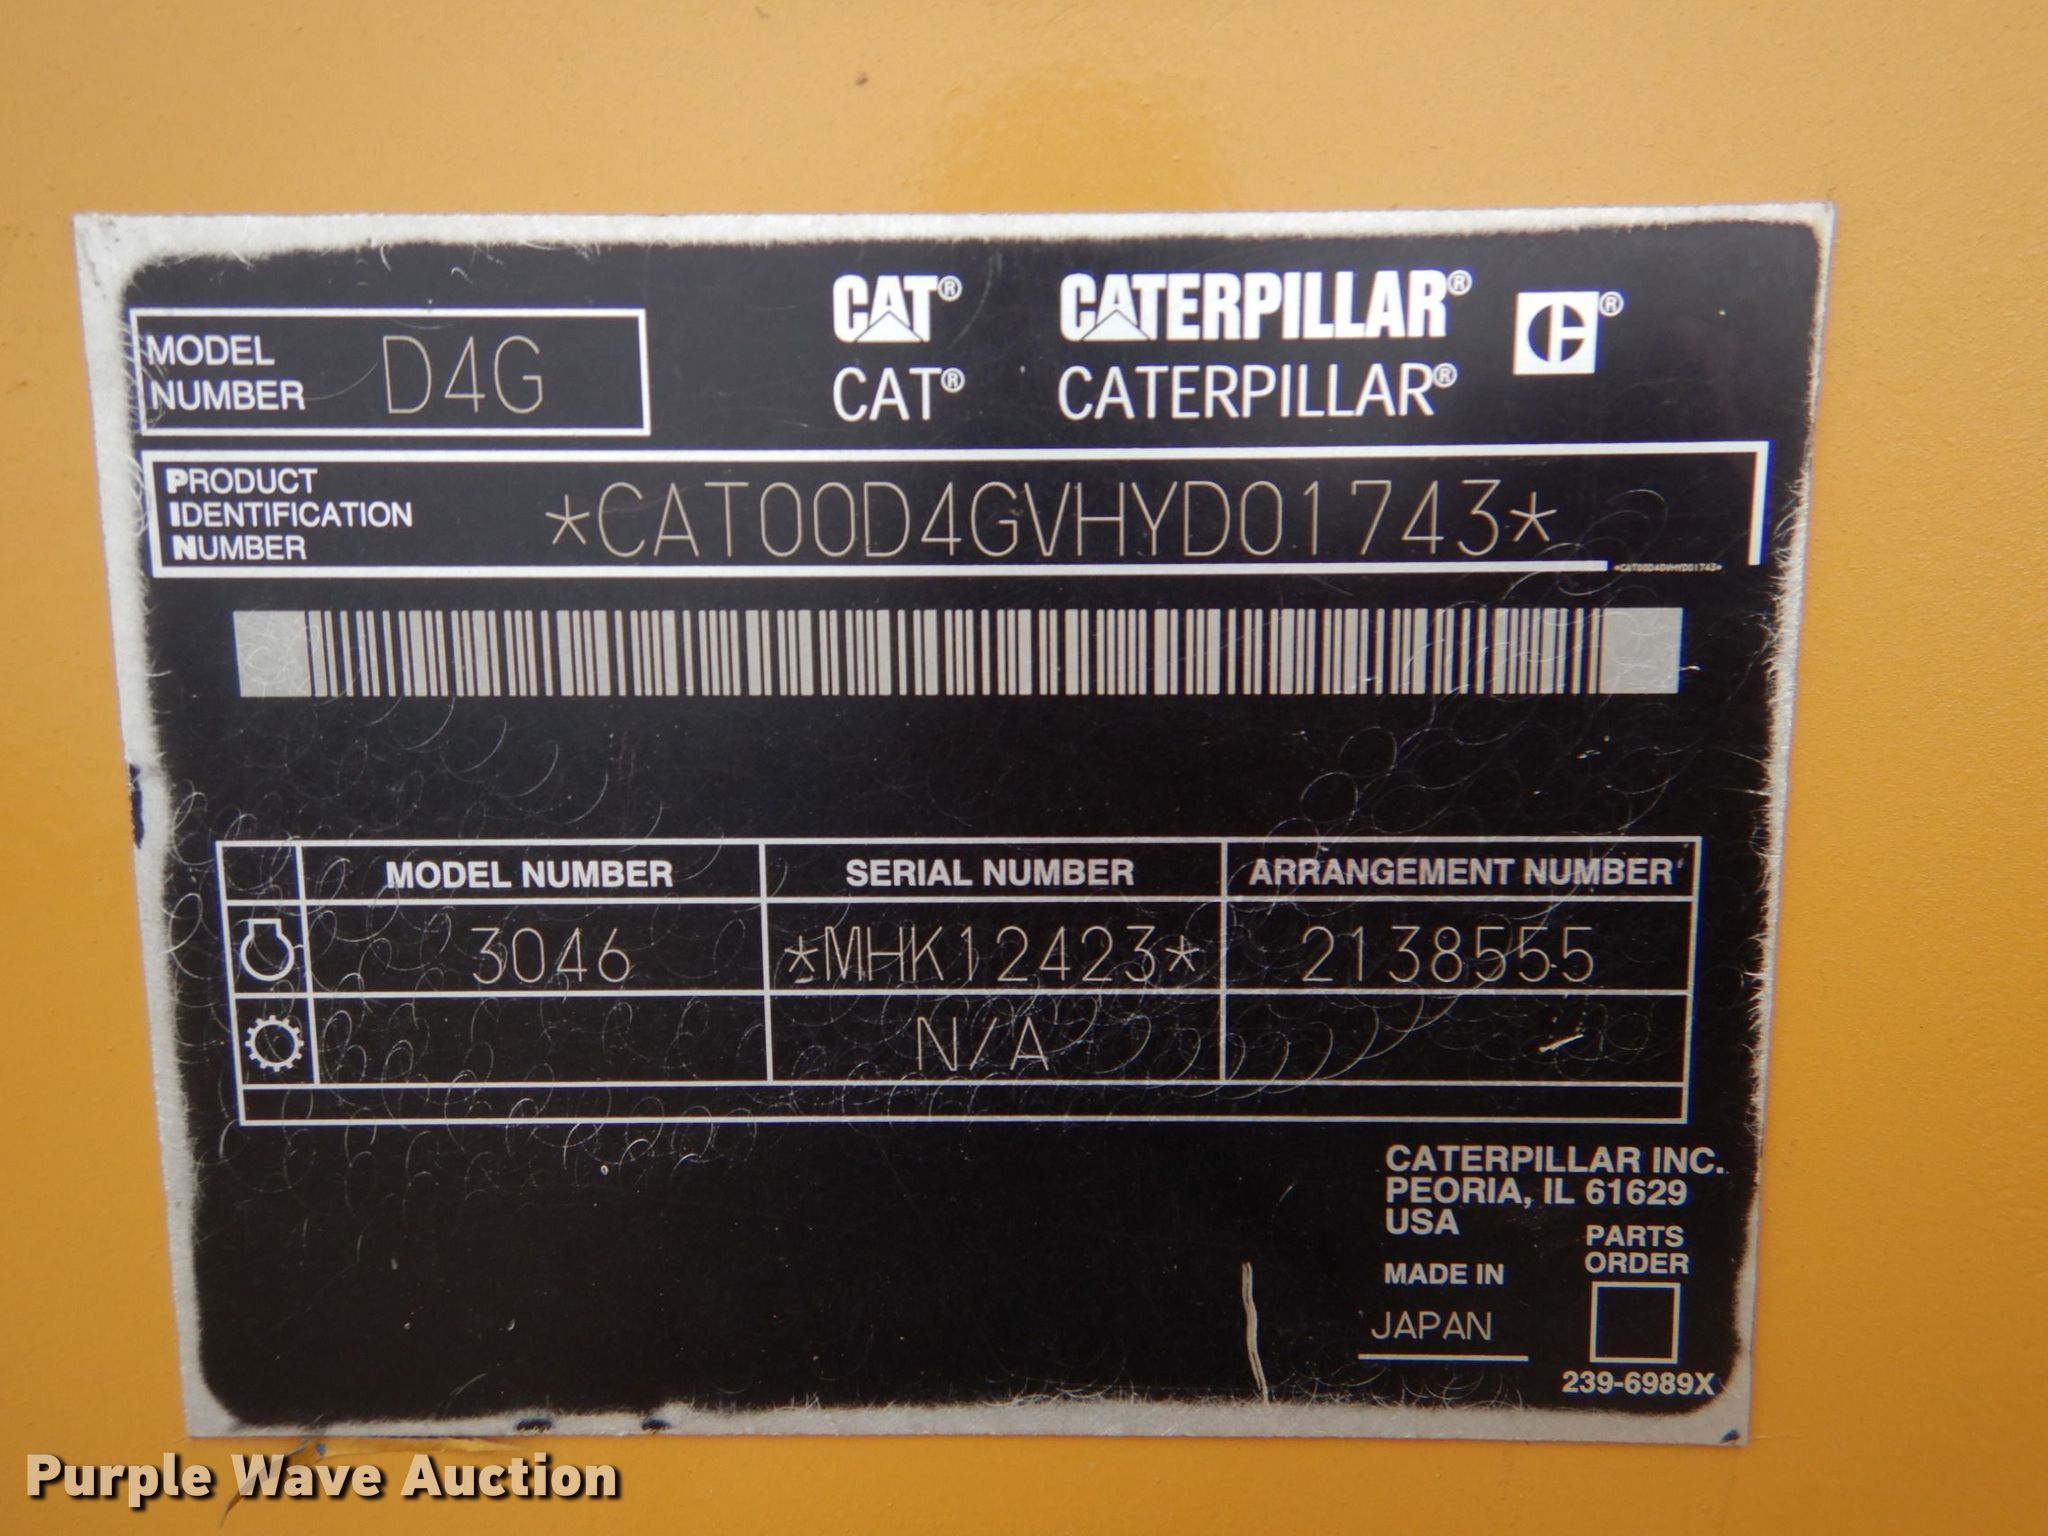 CAT® CATERPILLAR® ®
MODEL NUMBER D4G
CAT® CATERPILLAR®
PRODUCT
IDENTIFICATION
NUMBER
*CAT00D4GVHYD01743*
MODEL NUMBER SERIAL NUMBER ARRANGEMENT NUMBER
3046 *MHK12423* 2138555
N/A
CATERPILLAR INC.
PEORIA, IL 61629
USA
PARTS
ORDER
MADE IN
JAPAN
239-6989X
Purple Wave Auction